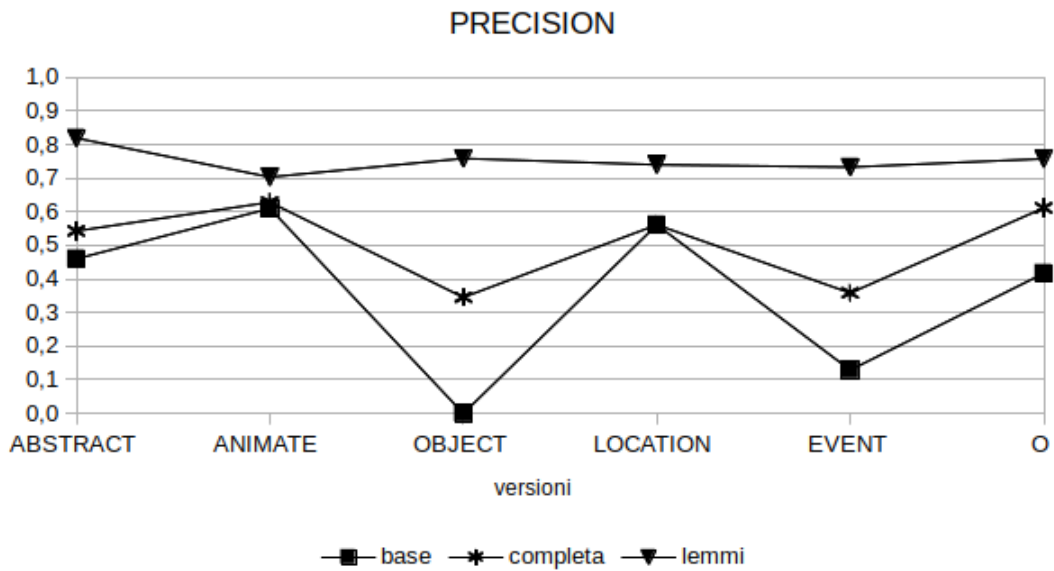 PRECISION
1,0
0,9
0,8
0,7
0,6
0,5
0,4
0,3
0,2
0,1
0,0
ABSTRACT ANIMATE OBJECT LOCATION EVENT O
versioni
base completa lemmi